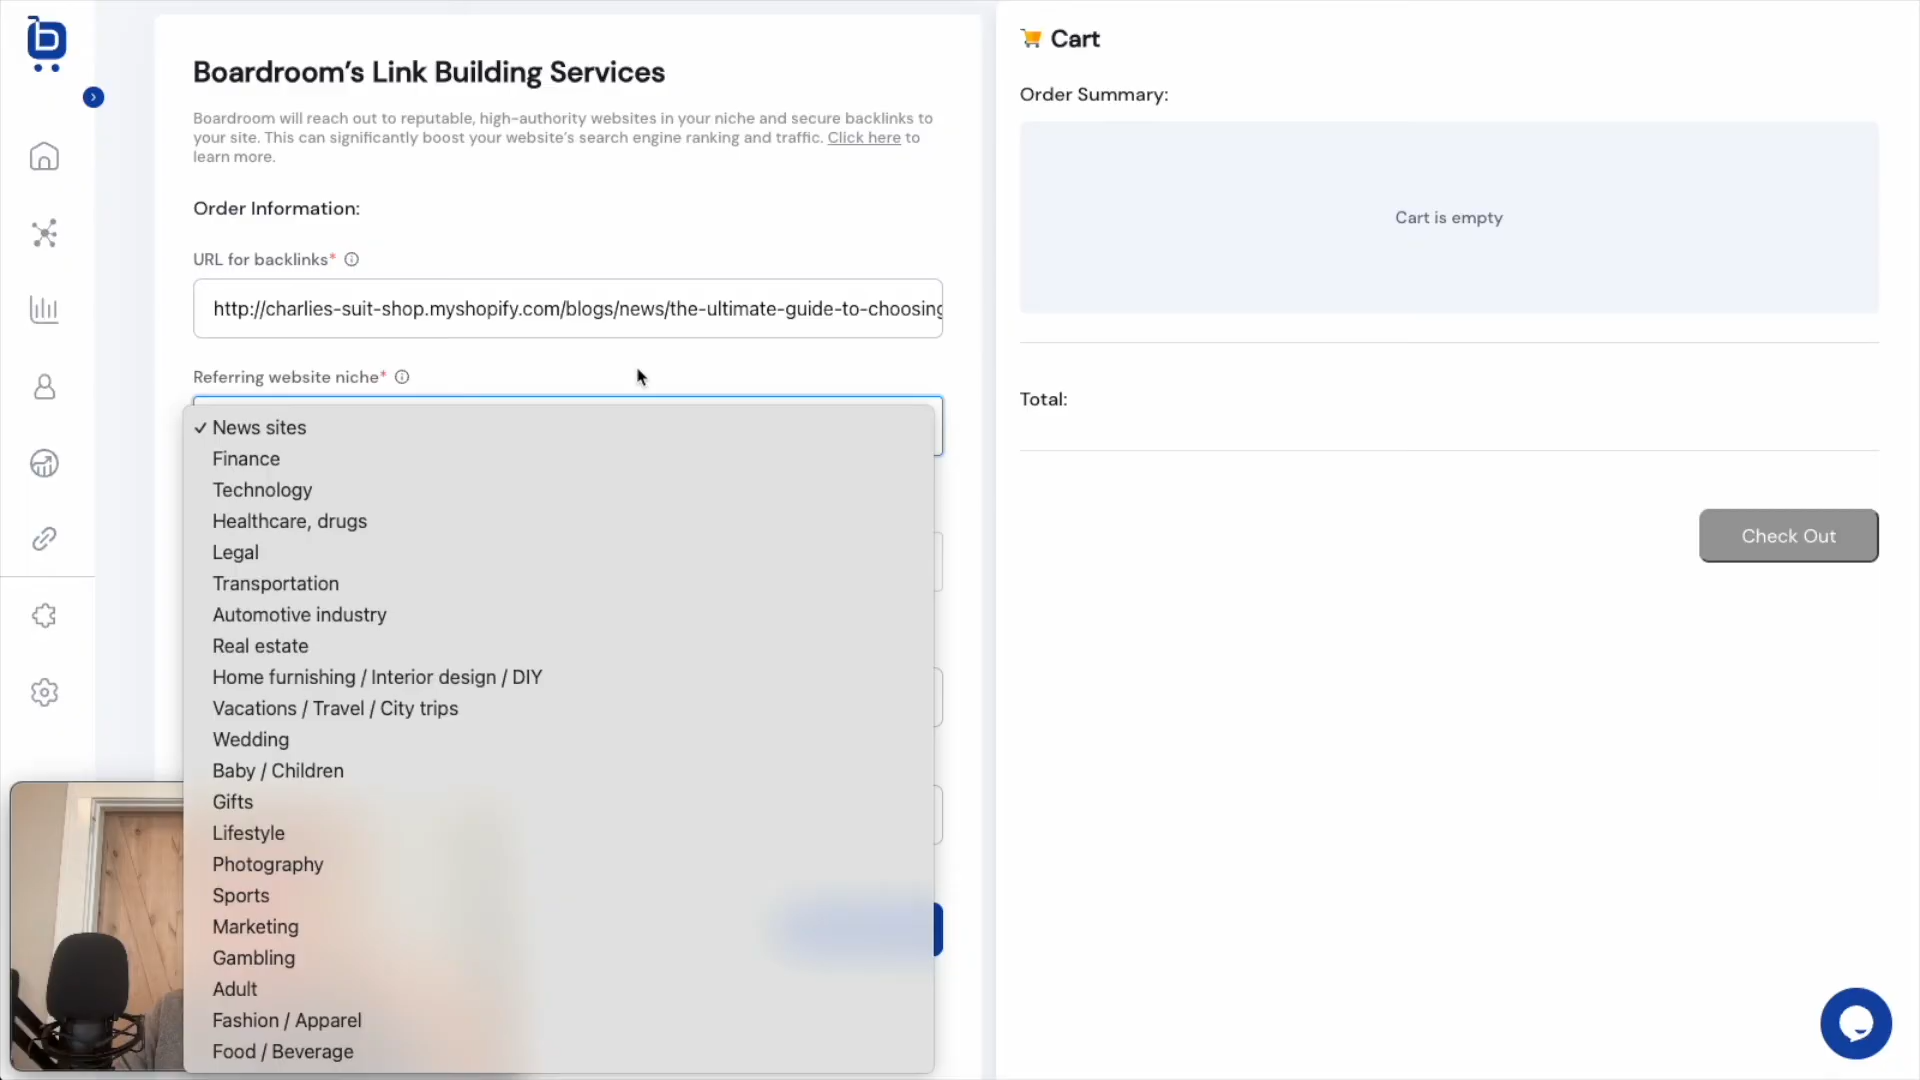 b
Boardroom's Link Building Services
Boardroom will reach out to reputable, high-authority websites in your niche and secure backlinks to
your site. This can significantly boost your website's search engine ranking and traffic. Click here to
learn more.
Order Information:
URL for backlinks*
http://charlies-suit-shop.myshopify.com/blogs/news/the-ultimate-guide-to-choosing
Referring website niche*
✓ News sites
Finance
Technology
Healthcare, drugs
Legal
Transportation
Automotive industry
Real estate
Home furnishing / Interior design / DIY
Vacations / Travel / City trips
Wedding
Baby / Children
Gifts
Lifestyle
Photography
Sports
Marketing
Gambling
Adult
Fashion / Apparel
Food / Beverage
Cart
Order Summary:
Cart is empty
Total:
Check Out